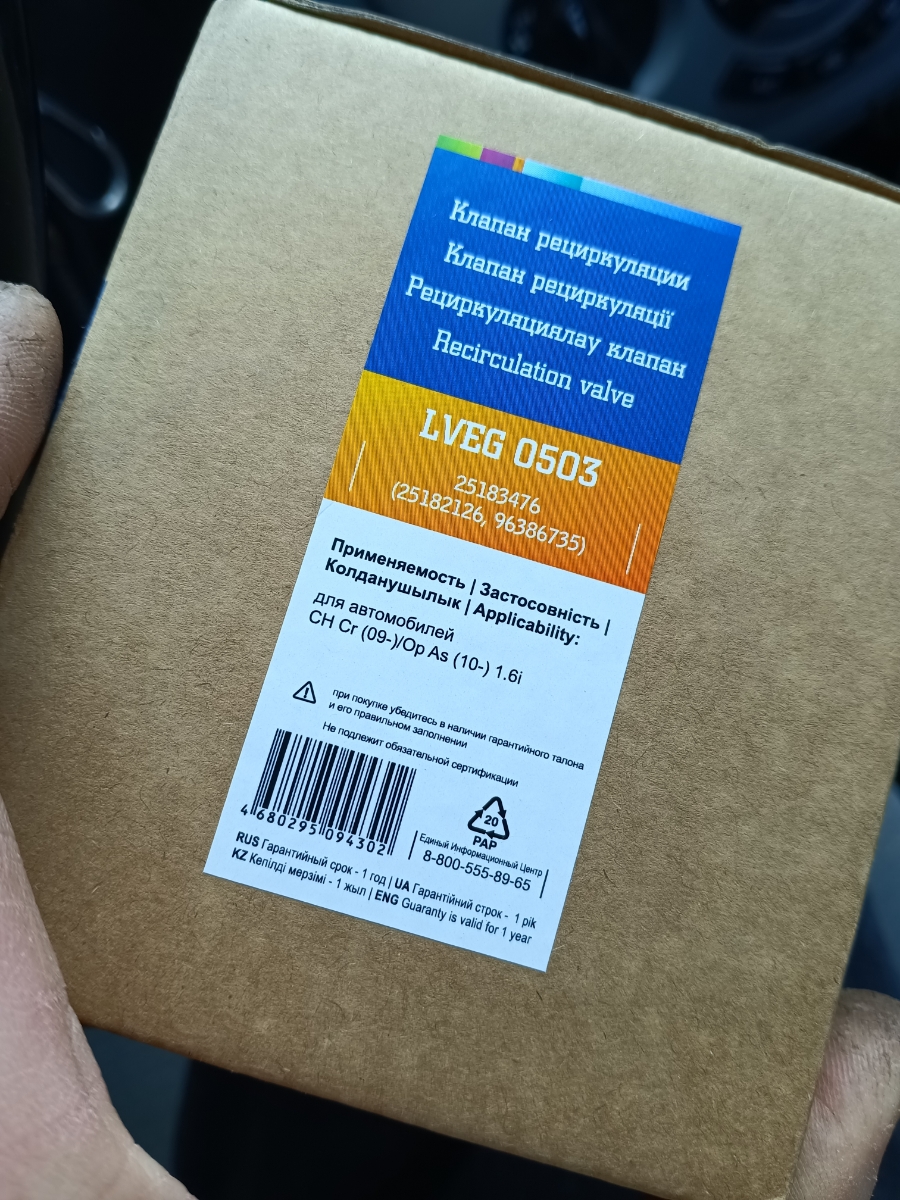 Клапан рециркуляции
Клапан рециркуляції
Рециркуляциялау клапан
Recirculation valve
LVEG 0503
25183476
(25182126, 96386735)
Применяемость | Застосовність |
Колданушылык | Applicability:
для автомобилей
CH Cr (09-)/Op As (10-) 1.6i
при покупке убедитесь в наличии гарантийного талона
и его правильном заполнении
Не подлежит обязательной сертификации
4 680295 094302
20
PAP
Единый Информационный Центр
8-800-555-89-65
RUS Гарантийный срок - 1 год | UA Гарантійний строк - 1 рік
KZ Кепілді мерзімі - 1 жыл | ENG Guaranty is valid for 1 year